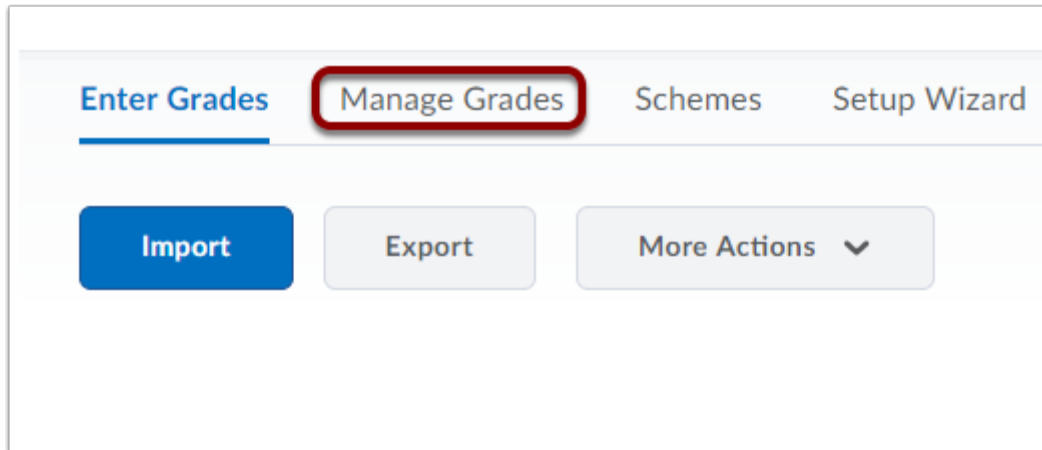 Enter Grades Manage Grades Schemes Setup Wizard
Import Export More Actions